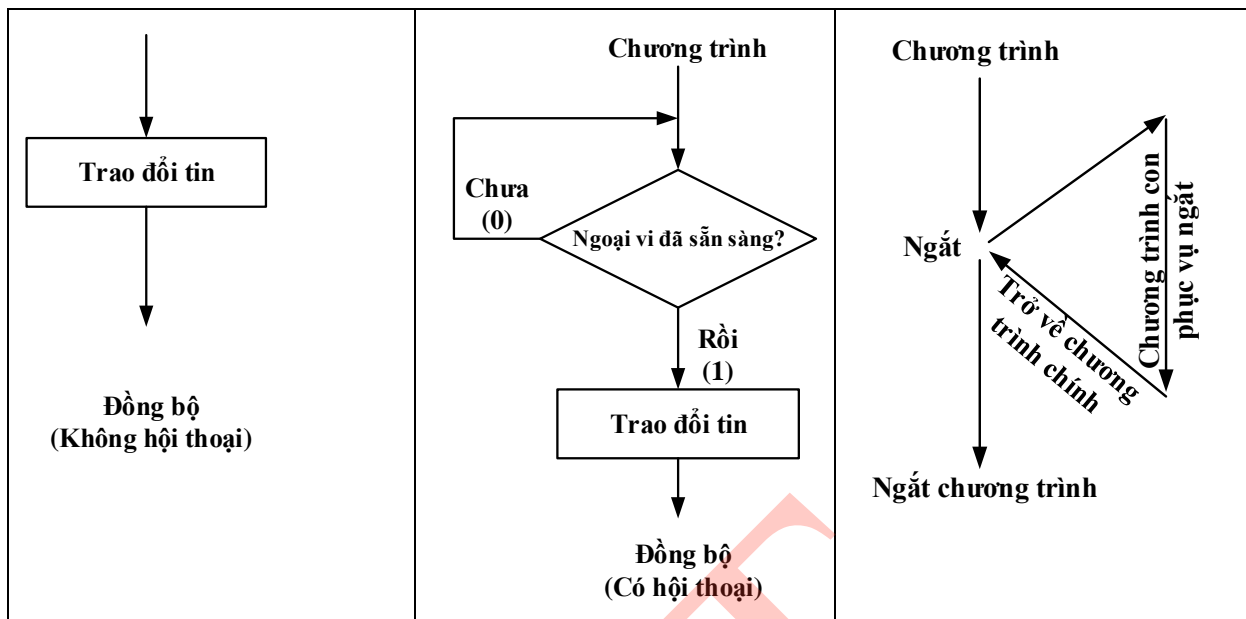 Trao đổi tin
Đồng bộ
(Không hội thoại)
Chương trình
Chưa
(0)
Ngoại vi đã sẵn sàng?
Rồi
(1)
Trao đổi tin
Đồng bộ
(Có hội thoại)
Chương trình
Ngắt
Chương trình con
phục vụ ngắt
Trở về chương
trình chính
Ngắt chương trình